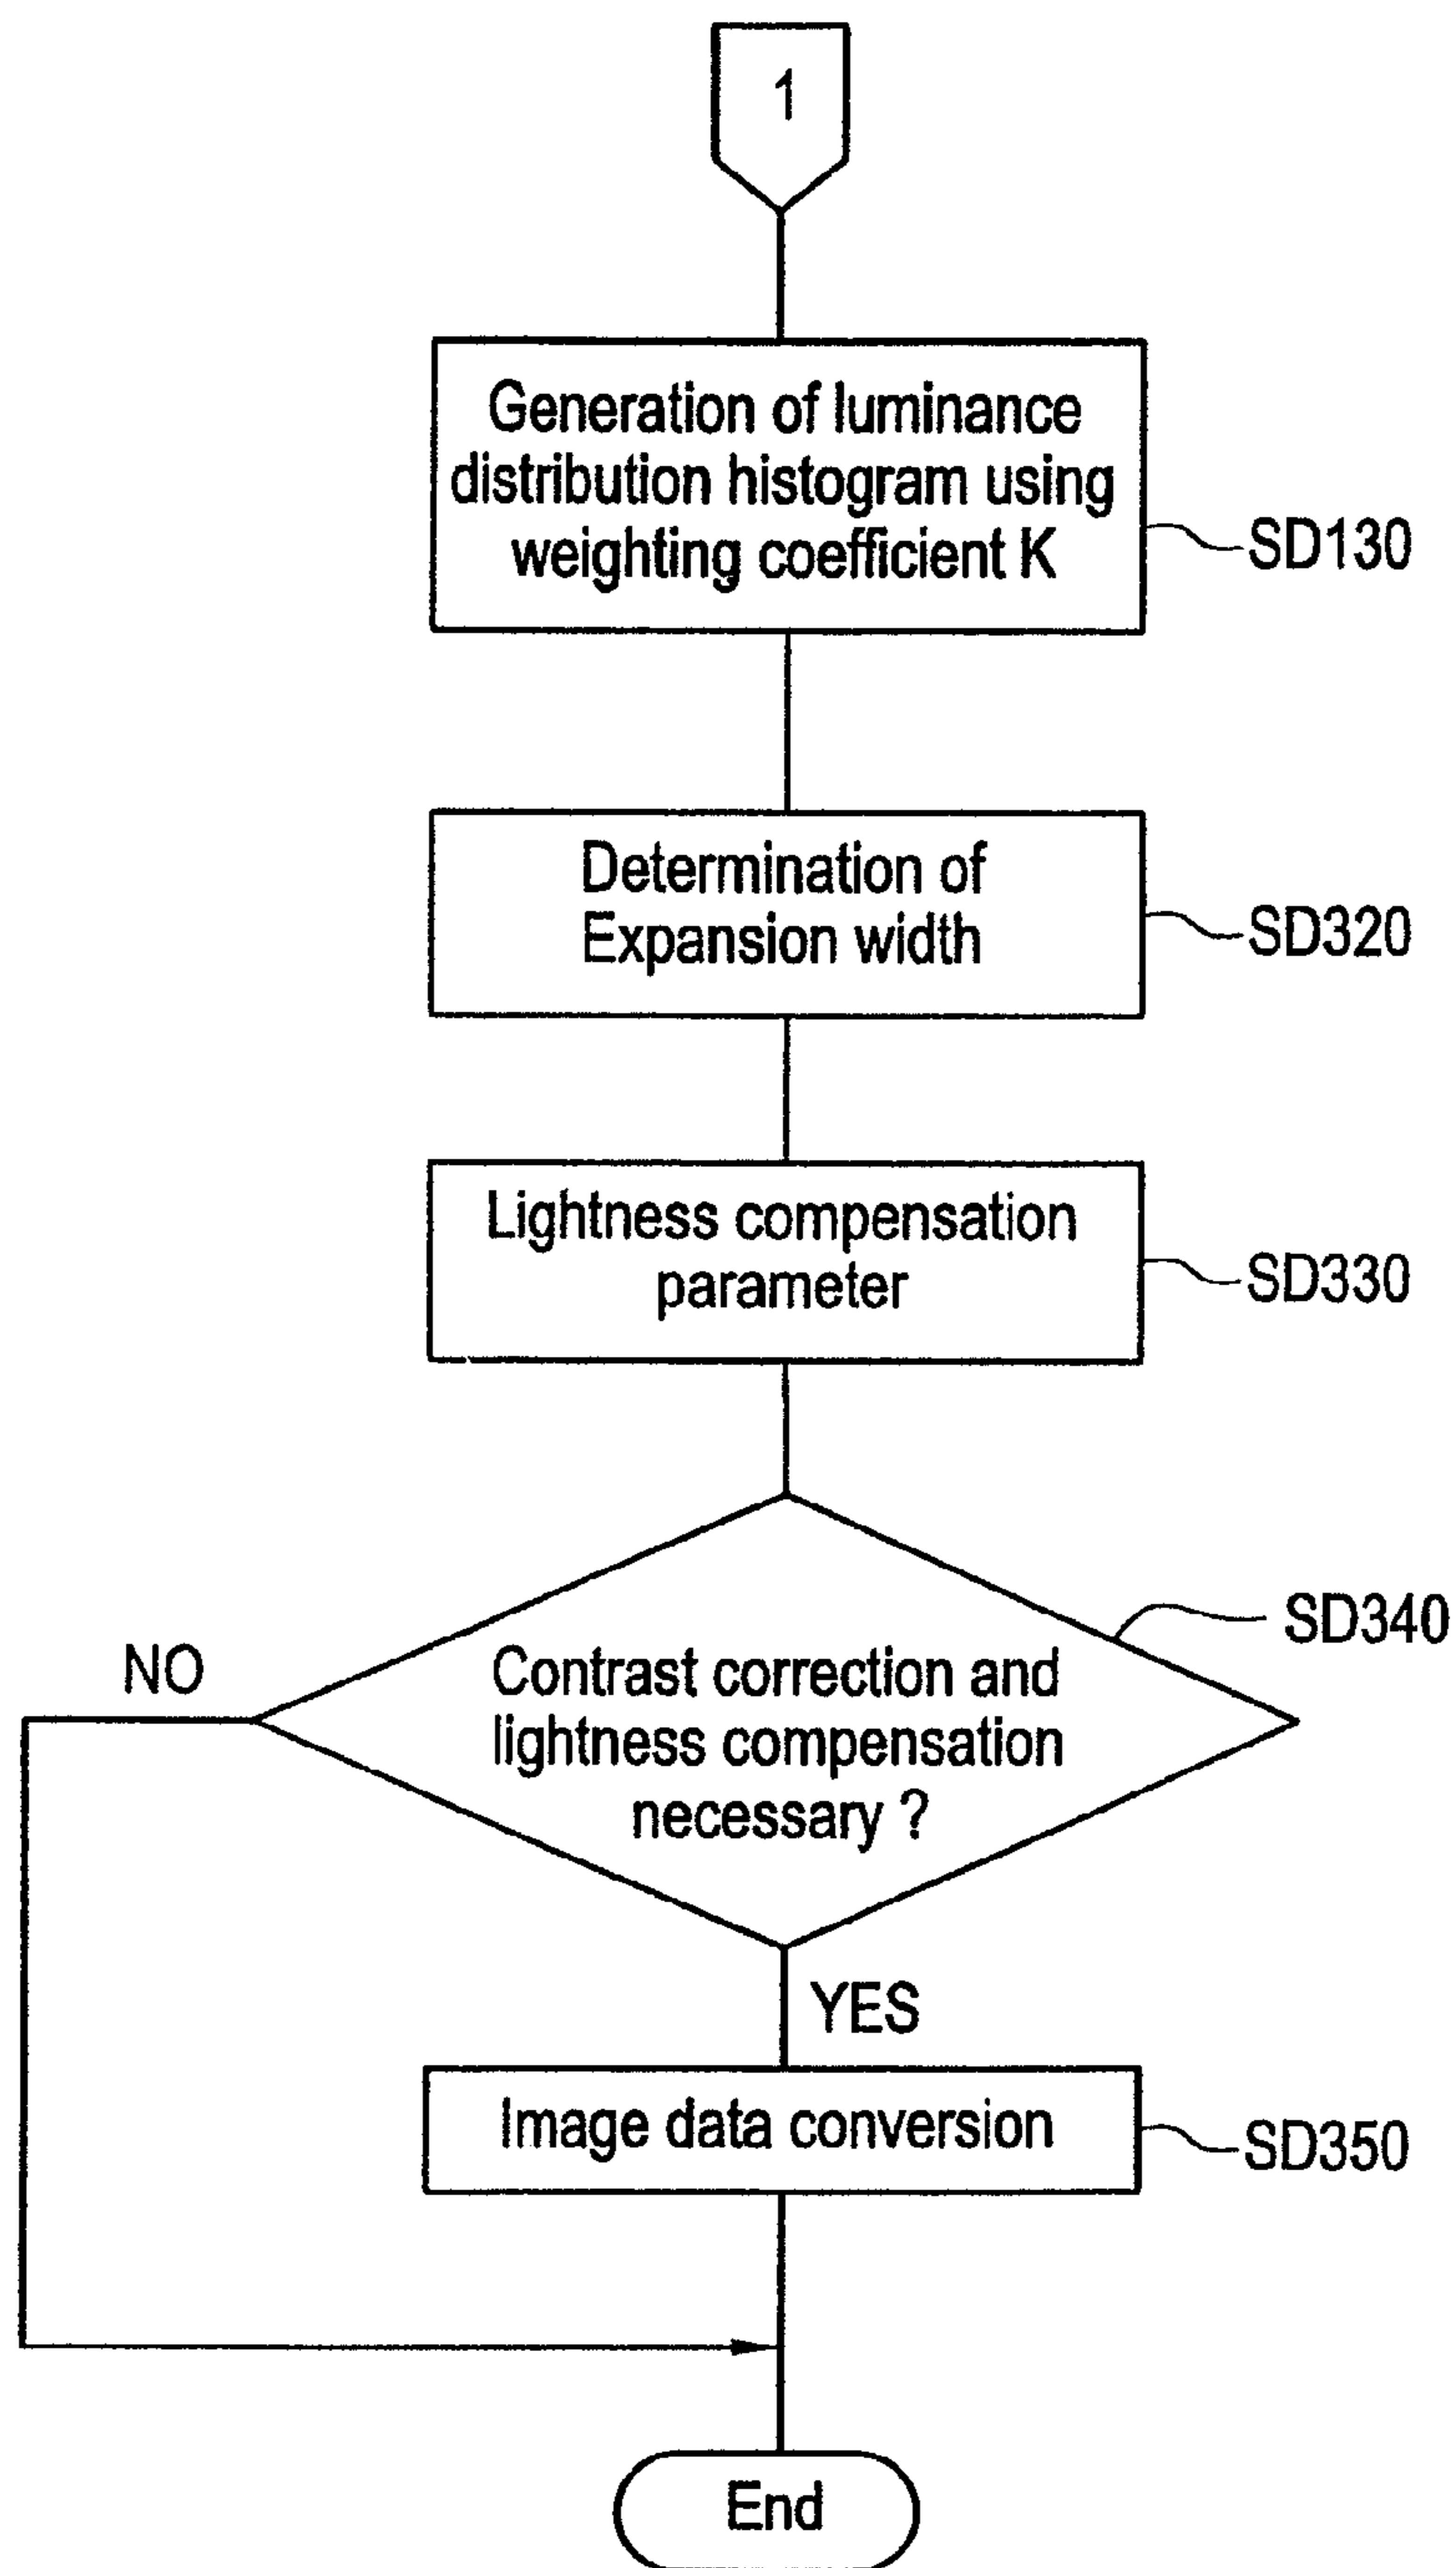 1
Generation of luminance
distribution histogram using
weighting coefficient K
SD130
Determination of
Expansion width
SD320
Lightness compensation
parameter
SD330
SD340
NO
Contrast correction and
lightness compensation
necessary ?
YES
Image data conversion
SD350
End